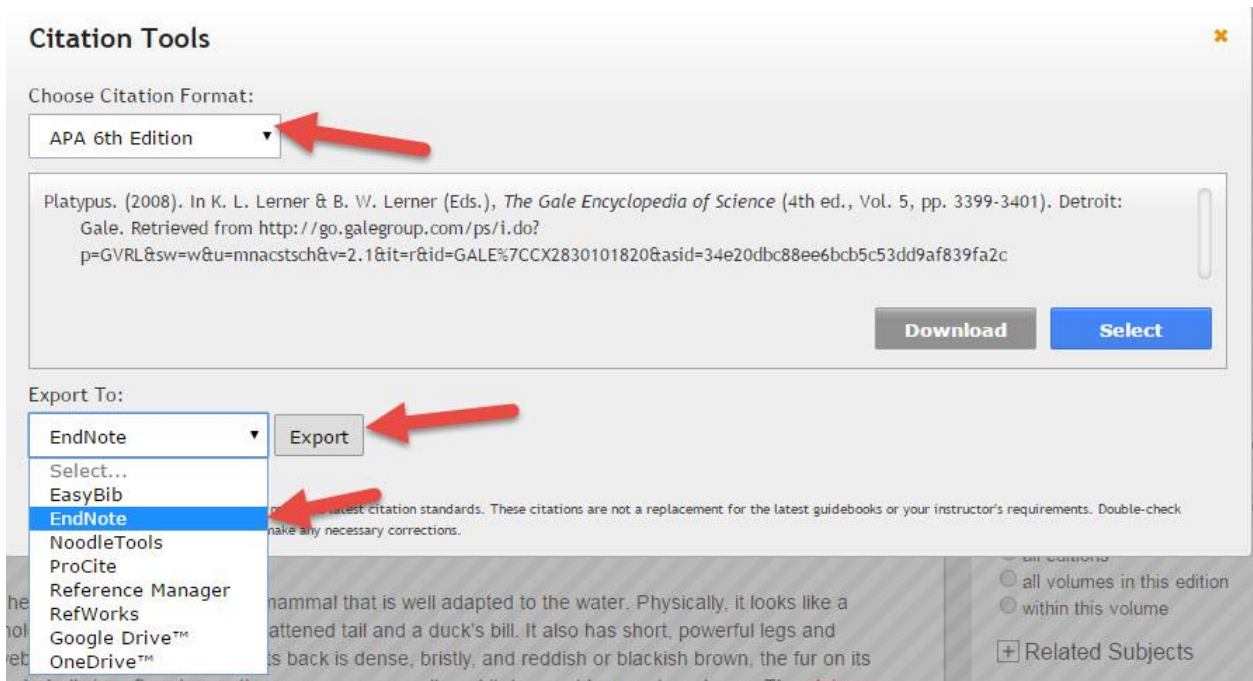 Citation Tools
Choose Citation Format:
APA 6th Edition
Platypus. (2008). In K. L. Lerner & B. W. Lerner (Eds.), The Gale Encyclopedia of Science (4th ed., Vol. 5, pp. 3399-3401). Detroit:
Gale. Retrieved from http://go.galegroup.com/ps/i.do?
p=GVRL&sw=w&u=mnacstsch&v=2.1&it=r&id=GALE%7CCX2830101820&asid=34e20dbc88ee6bcb5c53dd9af839fa2c
Download Select
Export To:
EndNote Export
Select...
EasyBib
EndNote
latest citation standards. These citations are not a replacement for the latest guidebooks or your instructor's requirements. Double-check
make any necessary corrections.
NoodleTools
ProCite
Reference Manager
RefWorks
Google Drive™
OneDrive™
all editions
all volumes in this edition
within this volume
Related Subjects
mammal that is well adapted to the water. Physically, it looks like a
attened tail and a duck's bill. It also has short, powerful legs and
ts back is dense, bristly, and reddish or blackish brown, the fur on its